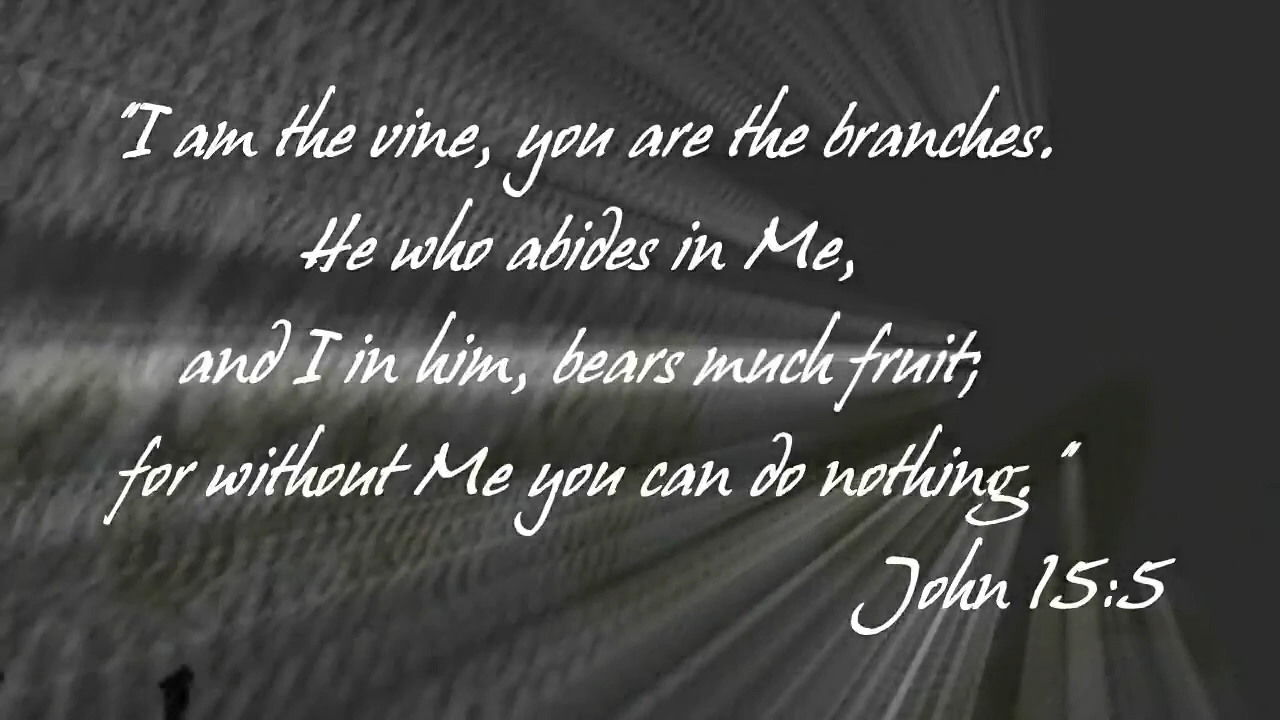 "I am the vine, you are the branches.
He who abides in Me,
and I in him, bears much fruit;
for without Me you can do nothing. "
John 15:5